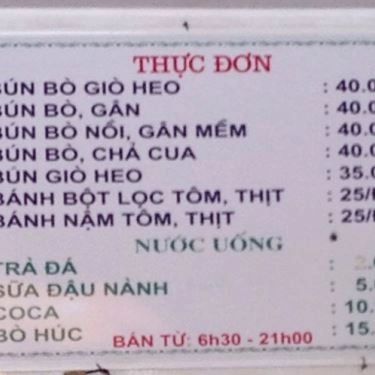 THỰC ĐƠN
BÚN BÒ GIÒ HEO : 40.0
BÚN BÒ, GÂN : 40.0
BÚN BÒ NỒI, GÂN MỀM : 40.0
BÚN BÒ, CHẢ CUA : 40.0
BÚN GIÒ HEO : 35.0
BÁNH BỘT LỌC TÔM, THỊT : 25/
BÁNH NẬM TÔM, THỊT : 25/
NƯỚC UỐNG *
TRÀ ĐÁ : 2.
SỮA ĐẬU NÀNH : 5.
COCA : 10.
BÒ HÚC : 15.
BÁN TỪ: 6h30 - 21h00